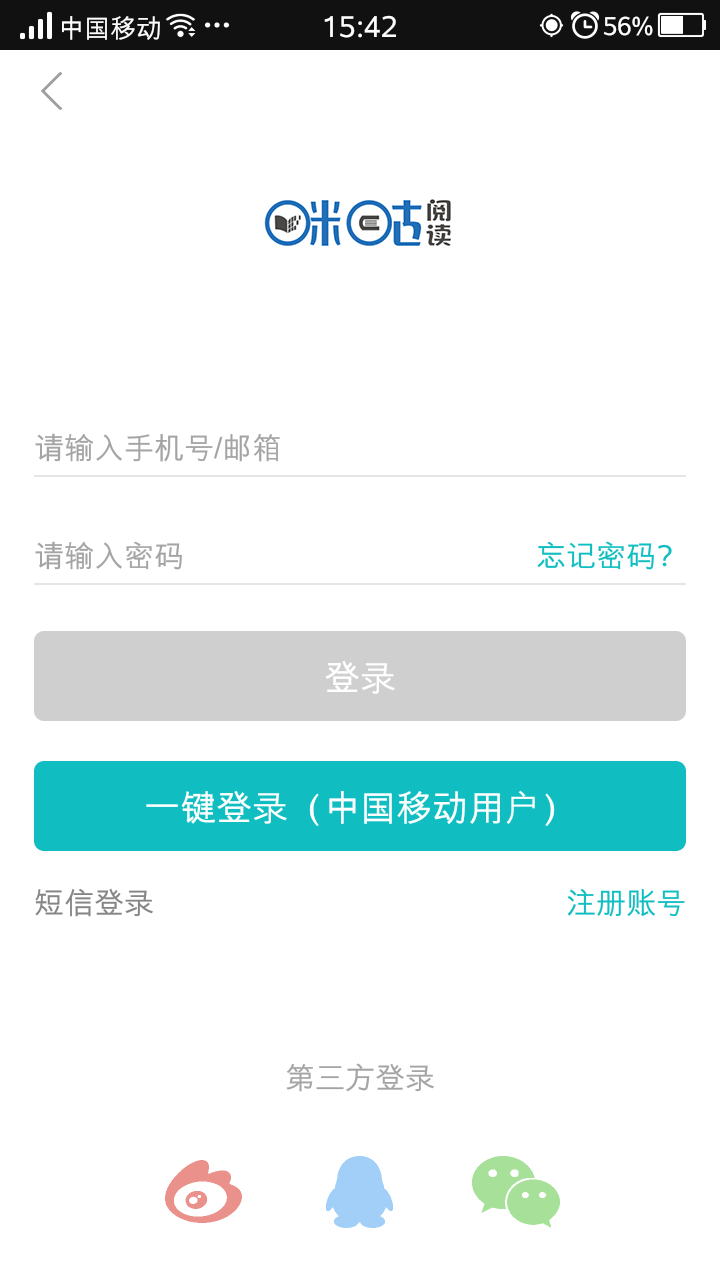 中国移动 ··· 15:42 56%
咪咕阅读
请输入手机号/邮箱
请输入密码 忘记密码?
登录
一键登录（中国移动用户）
短信登录 注册账号
第三方登录